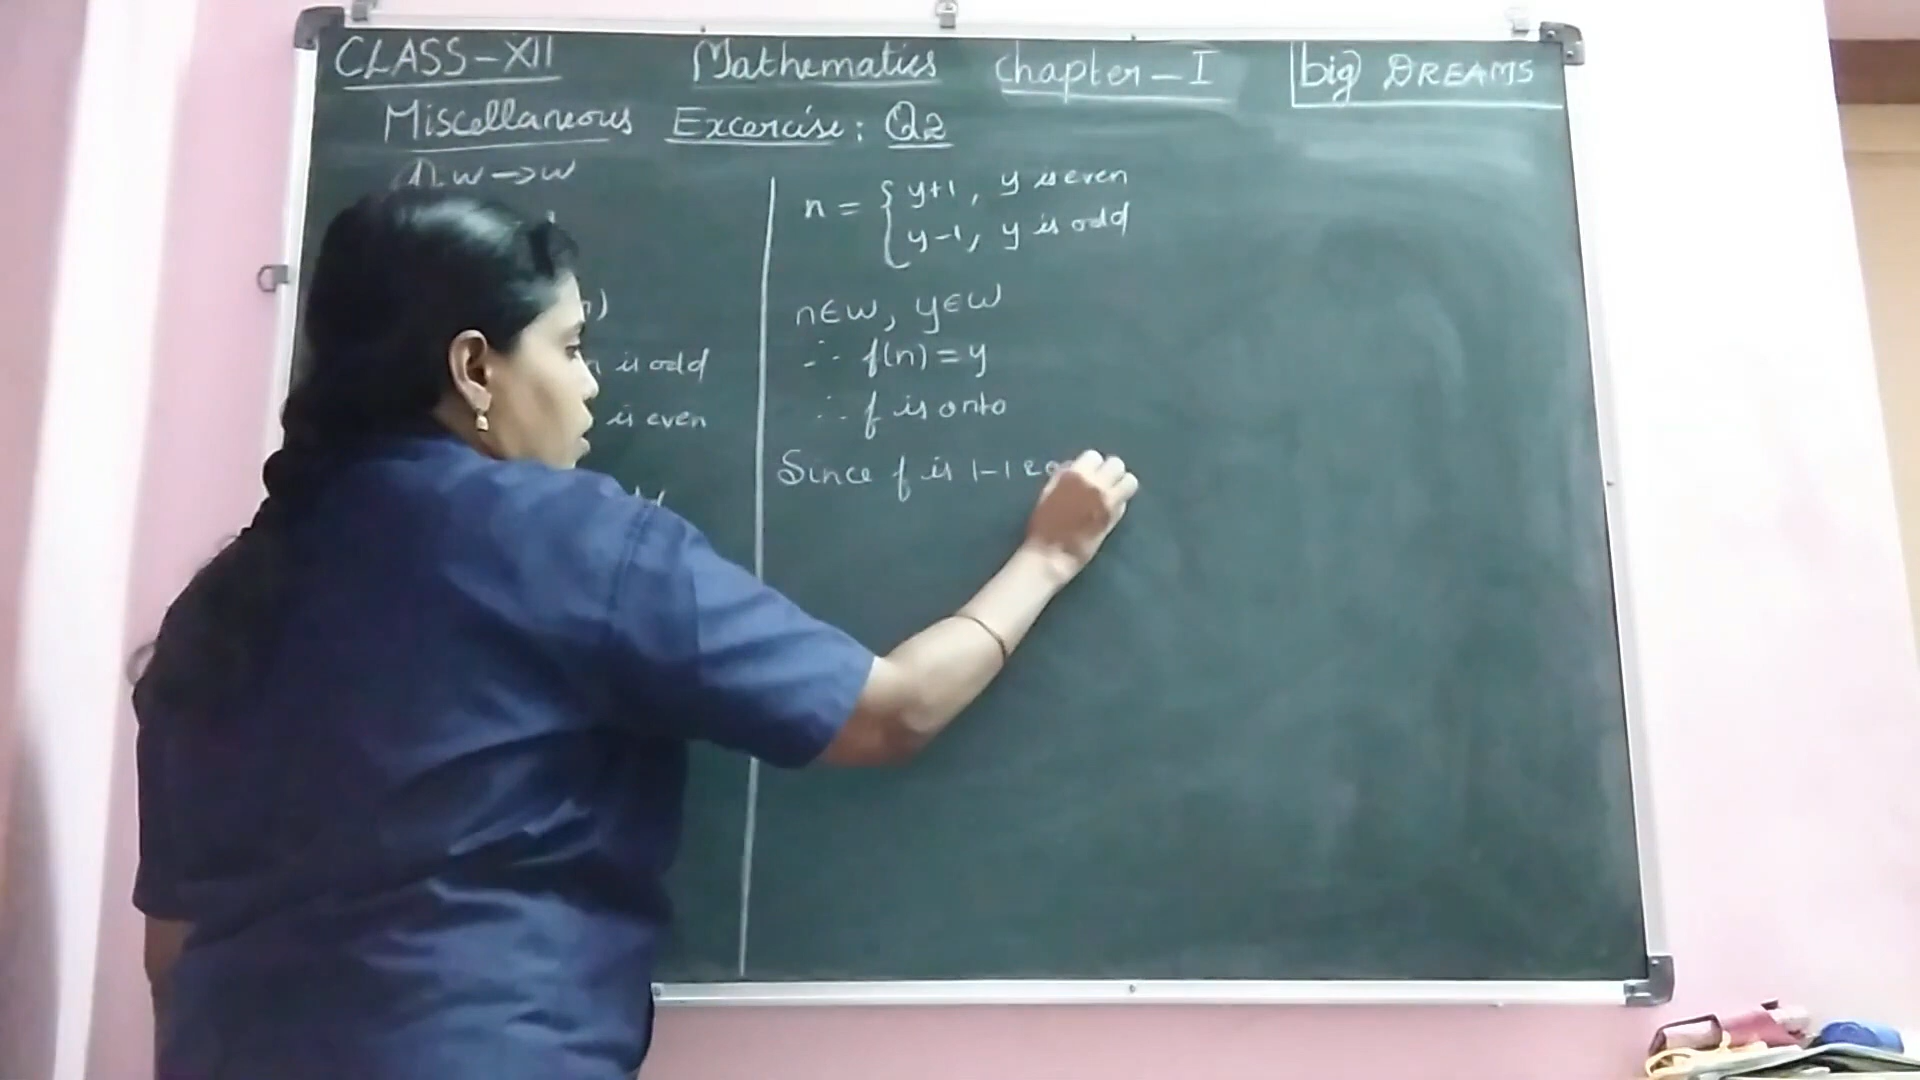 CLASS-XII Mathematics Chapter-I big DREAMS
Miscellaneous Excercise: Q2
w→w
n)
n is odd
is even
n = { y+1, y is even
y-1, y is odd
n∈w, y∈w
∴ f(n) = y
∴ f is onto
Since f is 1-1 &